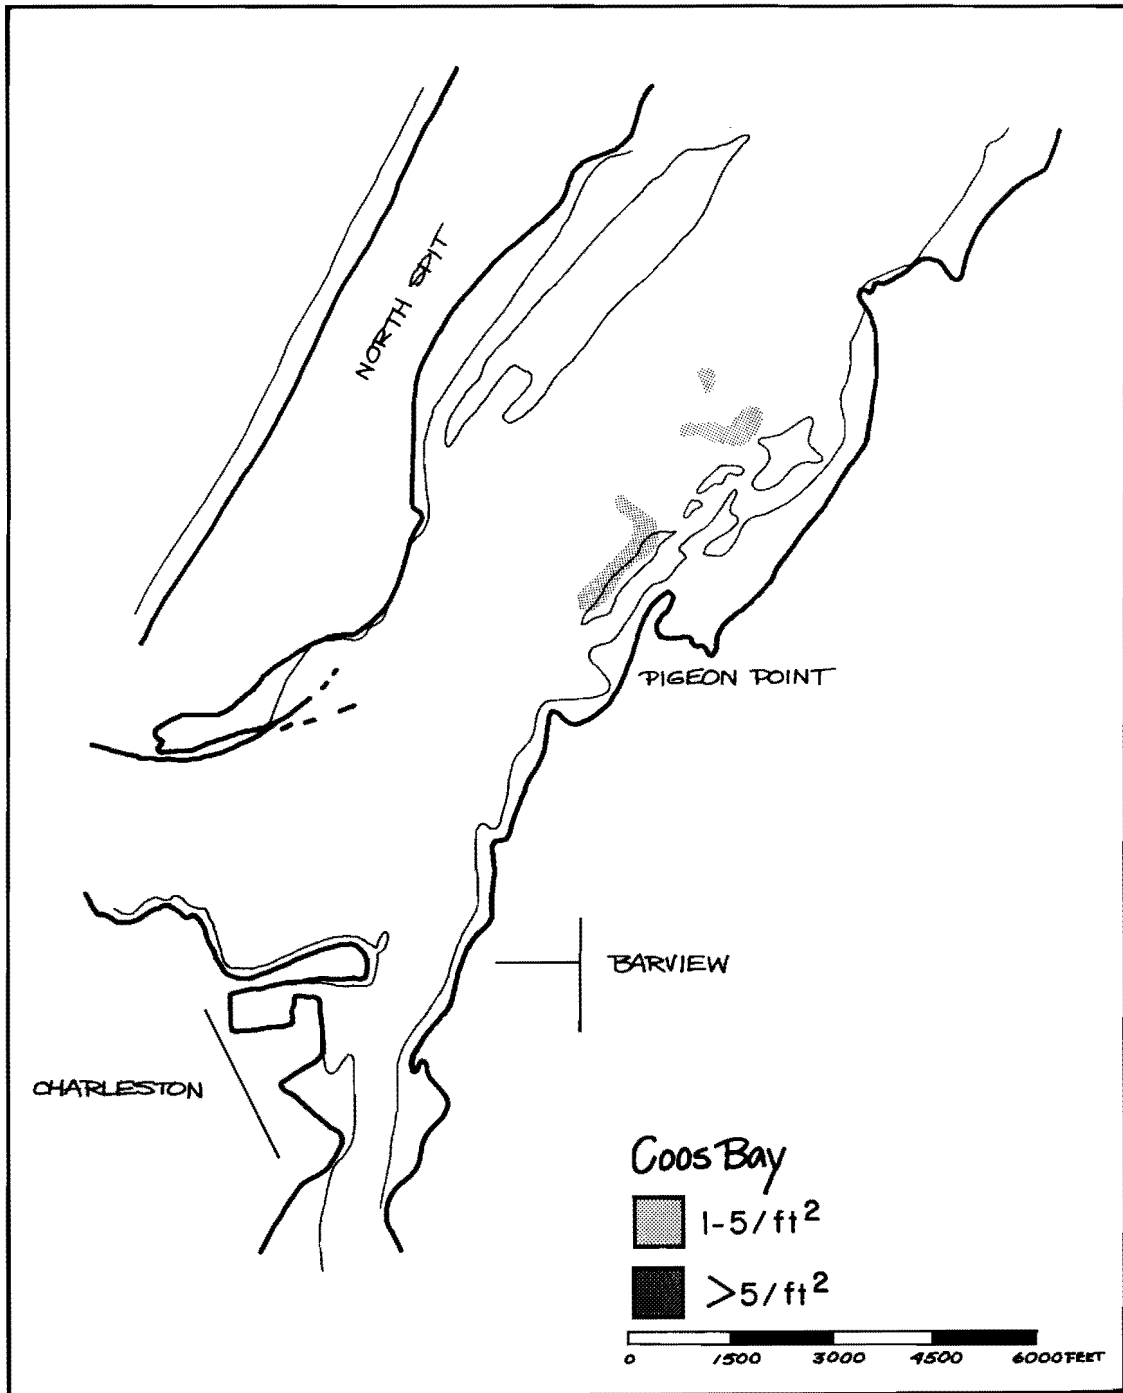 NORTH SPIT
PIGEON POINT
BARVIEW
CHARLESTON
Coos Bay
1-5/ft²
>5/ft²
0 1500 3000 4500 6000 FEET